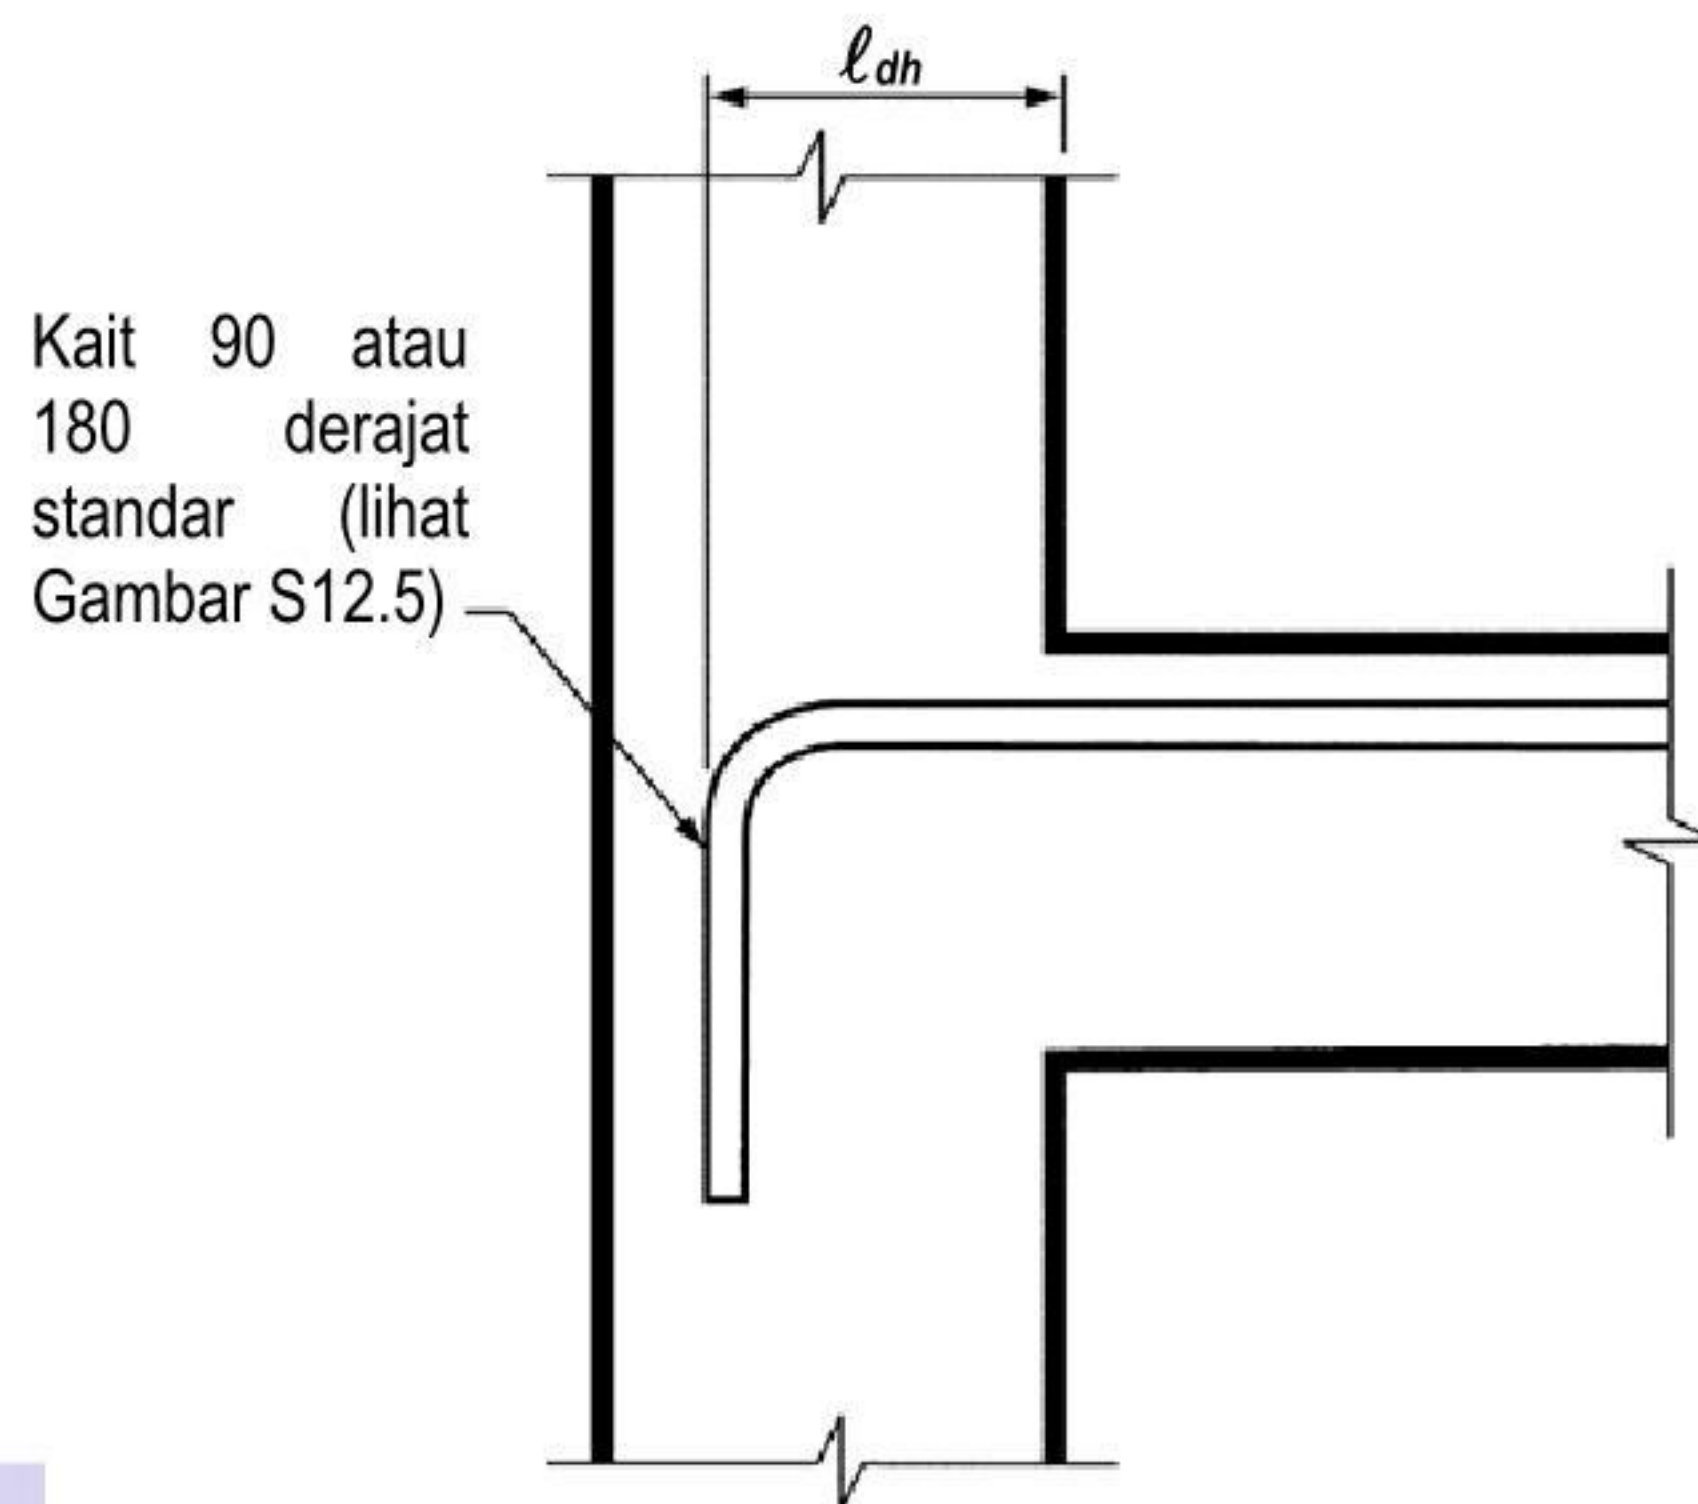 ℓdh
Kait 90 atau
180 derajat
standar (lihat
Gambar S12.5)